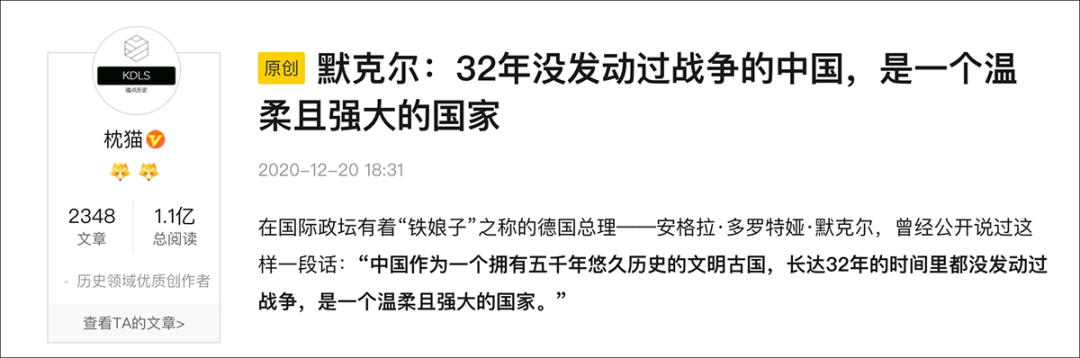 KDLS
枕猫
2348
文章
1.1亿
总阅读
历史领域优质创作者
查看TA的文章>
原创 默克尔：32年没发动过战争的中国，是一个温
柔且强大的国家
2020-12-20 18:31
在国际政坛有着“铁娘子”之称的德国总理——安格拉·多罗特娅·默克尔，曾经公开说过这
样一段话：“中国作为一个拥有五千年悠久历史的文明古国，长达32年的时间里都没发动过
战争，是一个温柔且强大的国家。”